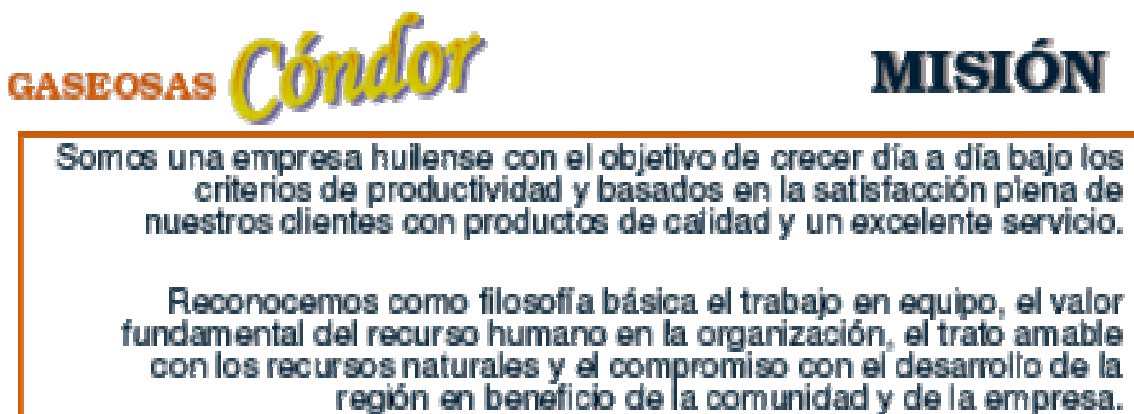 GASEOSAS Cóndor
MISIÓN
Somos una empresa huilense con el objetivo de crecer día a día bajo los
criterios de productividad y basados en la satisfacción plena de
nuestros clientes con productos de calidad y un excelente servicio.
Reconocemos como filosofía básica el trabajo en equipo, el valor
fundamental del recurso humano en la organización, el trato amable
con los recursos naturales y el compromiso con el desarrollo de la
región en beneficio de la comunidad y de la empresa.